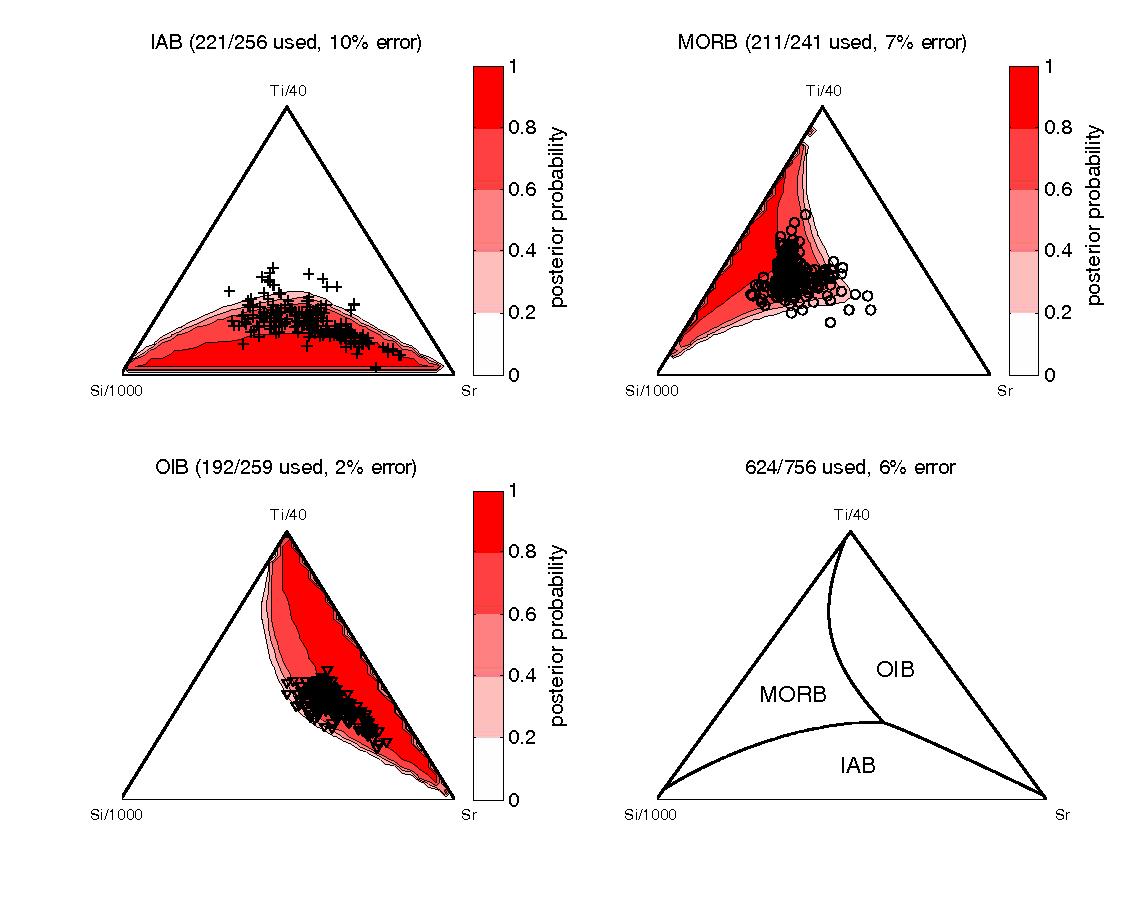 IAB (221/256 used, 10% error)
Ti/40
Si/1000
Sr
1
0.8
0.6
0.4
0.2
0
posterior probability
MORB (211/241 used, 7% error)
Ti/40
Si/1000
Sr
1
0.8
0.6
0.4
0.2
0
posterior probability
OIB (192/259 used, 2% error)
Ti/40
Si/1000
Sr
1
0.8
0.6
0.4
0.2
0
posterior probability
624/756 used, 6% error
Ti/40
OIB
MORB
IAB
Si/1000
Sr